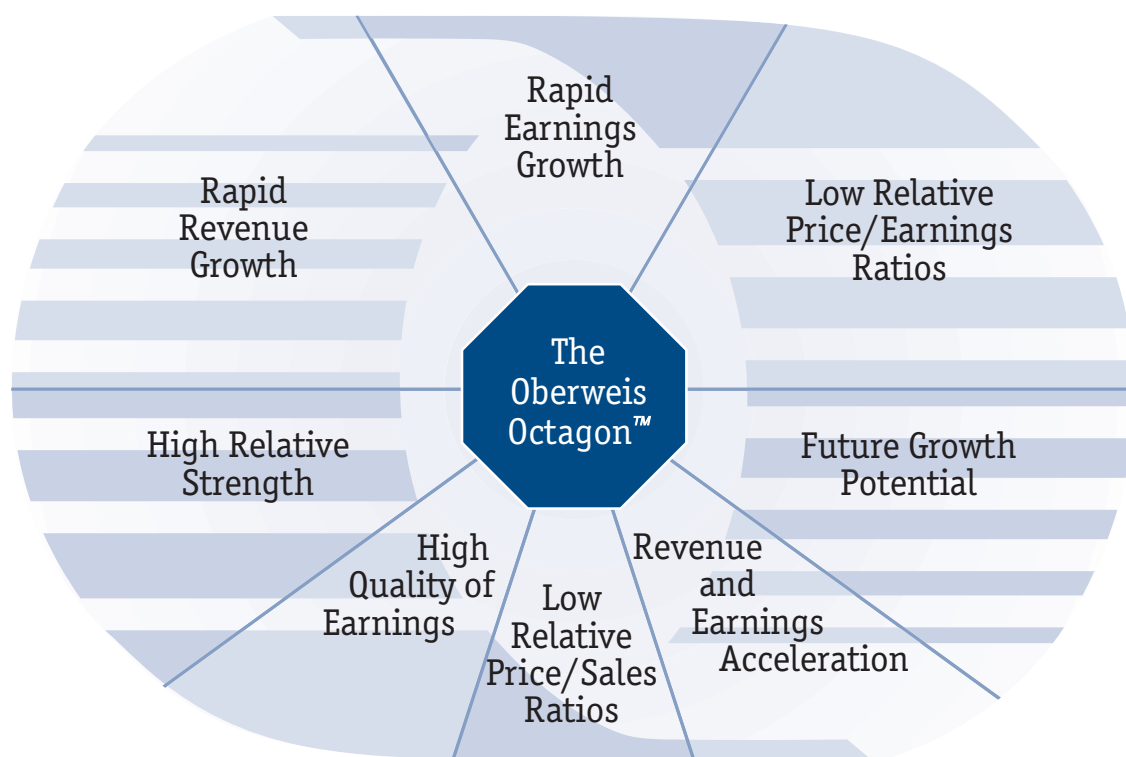 Rapid
Earnings
Growth
Rapid
Revenue
Growth
Low Relative
Price/Earnings
Ratios
The
Oberweis
Octagon™
High Relative
Strength
Future Growth
Potential
High
Quality of
Earnings
Low
Relative
Price/Sales
Ratios
Revenue
and
Earnings
Acceleration